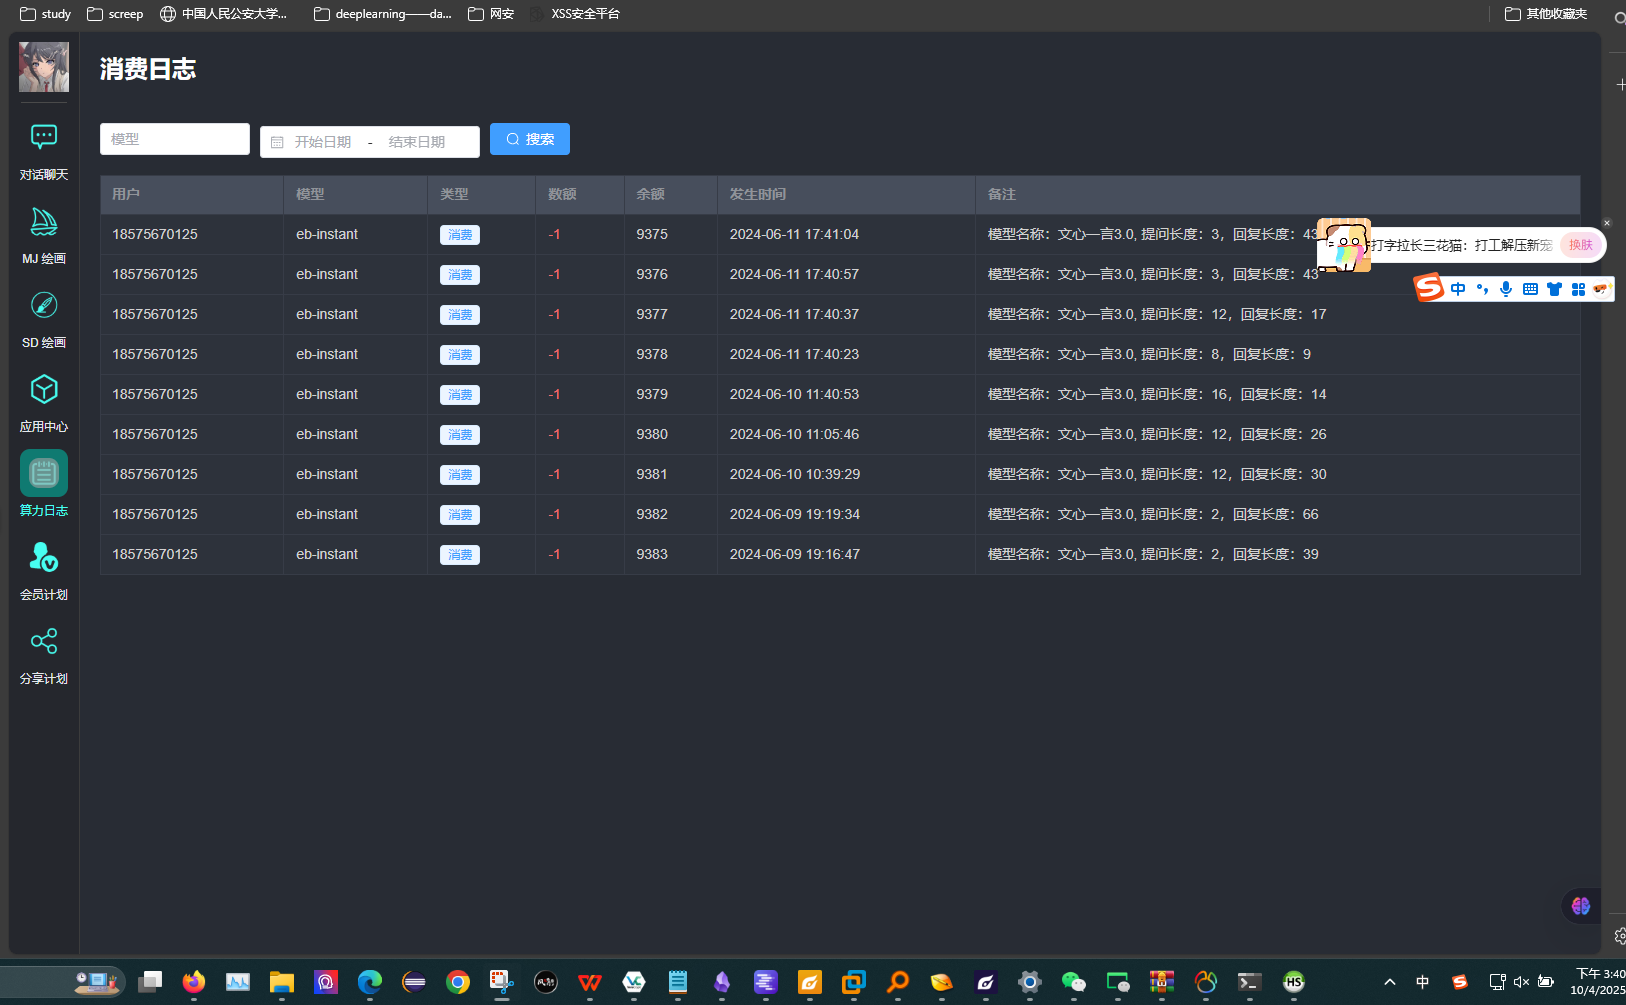 study screep 中国人民公安大学... deeplearning——da... 网安 XSS安全平台 其他收藏夹
消费日志
模型 开始日期 - 结束日期 搜索
用户 模型 类型 数额 余额 发生时间 备注
18575670125 eb-instant 消费 -1 9375 2024-06-11 17:41:04 模型名称：文心一言3.0, 提问长度：3，回复长度：43
18575670125 eb-instant 消费 -1 9376 2024-06-11 17:40:57 模型名称：文心一言3.0, 提问长度：3，回复长度：43
18575670125 eb-instant 消费 -1 9377 2024-06-11 17:40:37 模型名称：文心一言3.0, 提问长度：12，回复长度：17
18575670125 eb-instant 消费 -1 9378 2024-06-11 17:40:23 模型名称：文心一言3.0, 提问长度：8，回复长度：9
18575670125 eb-instant 消费 -1 9379 2024-06-10 11:40:53 模型名称：文心一言3.0, 提问长度：16，回复长度：14
18575670125 eb-instant 消费 -1 9380 2024-06-10 11:05:46 模型名称：文心一言3.0, 提问长度：12，回复长度：26
18575670125 eb-instant 消费 -1 9381 2024-06-10 10:39:29 模型名称：文心一言3.0, 提问长度：12，回复长度：30
18575670125 eb-instant 消费 -1 9382 2024-06-09 19:19:34 模型名称：文心一言3.0, 提问长度：2，回复长度：66
18575670125 eb-instant 消费 -1 9383 2024-06-09 19:16:47 模型名称：文心一言3.0, 提问长度：2，回复长度：39
打字拉长三花猫：打工解压新宠 换肤
S 中
对话聊天
MJ 绘画
SD 绘画
应用中心
算力日志
会员计划
分享计划
HS
中 S
下午 3:40
10/4/2025